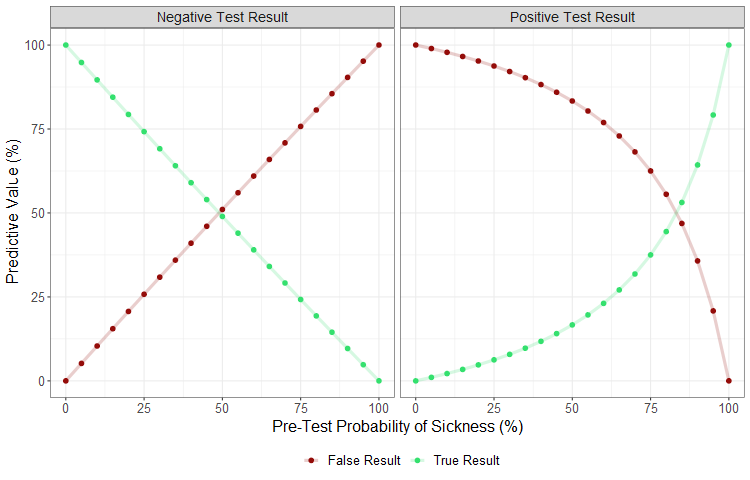 Negative Test Result
Positive Test Result
Predictive Value (%)
100
75
50
25
0
0 25 50 75 100
0 25 50 75 100
Pre-Test Probability of Sickness (%)
False Result
True Result